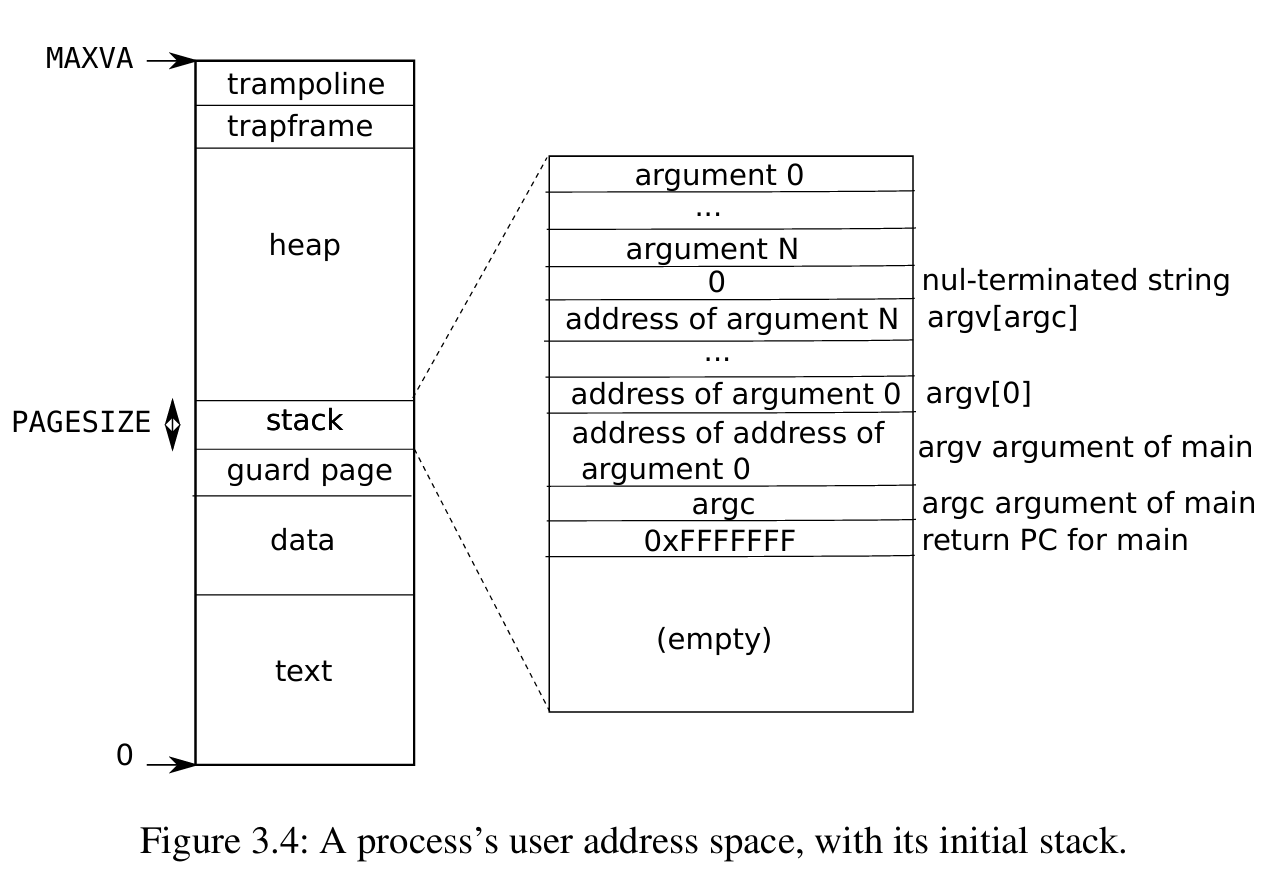 MAXVA
trampoline
trapframe
heap
PAGESIZE
stack
guard page
data
text
0
argument 0
...
argument N
0 nul-terminated string
address of argument N argv[argc]
...
address of argument 0 argv[0]
address of address of
argument 0
argv argument of main
argc argc argument of main
0xFFFFFFF return PC for main
(empty)
Figure 3.4: A process’s user address space, with its initial stack.